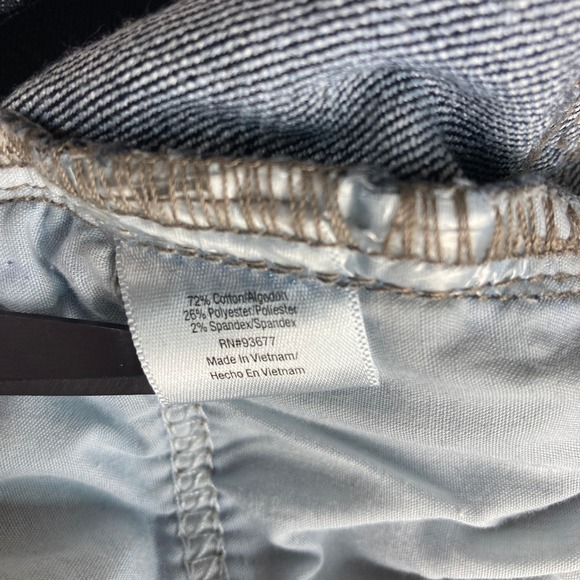 72% Cotton/Algodon
26% Polyester/Poliester
2% Spandex/Spandex
RN#93677
Made In Vietnam/
Hecho En Vietnam